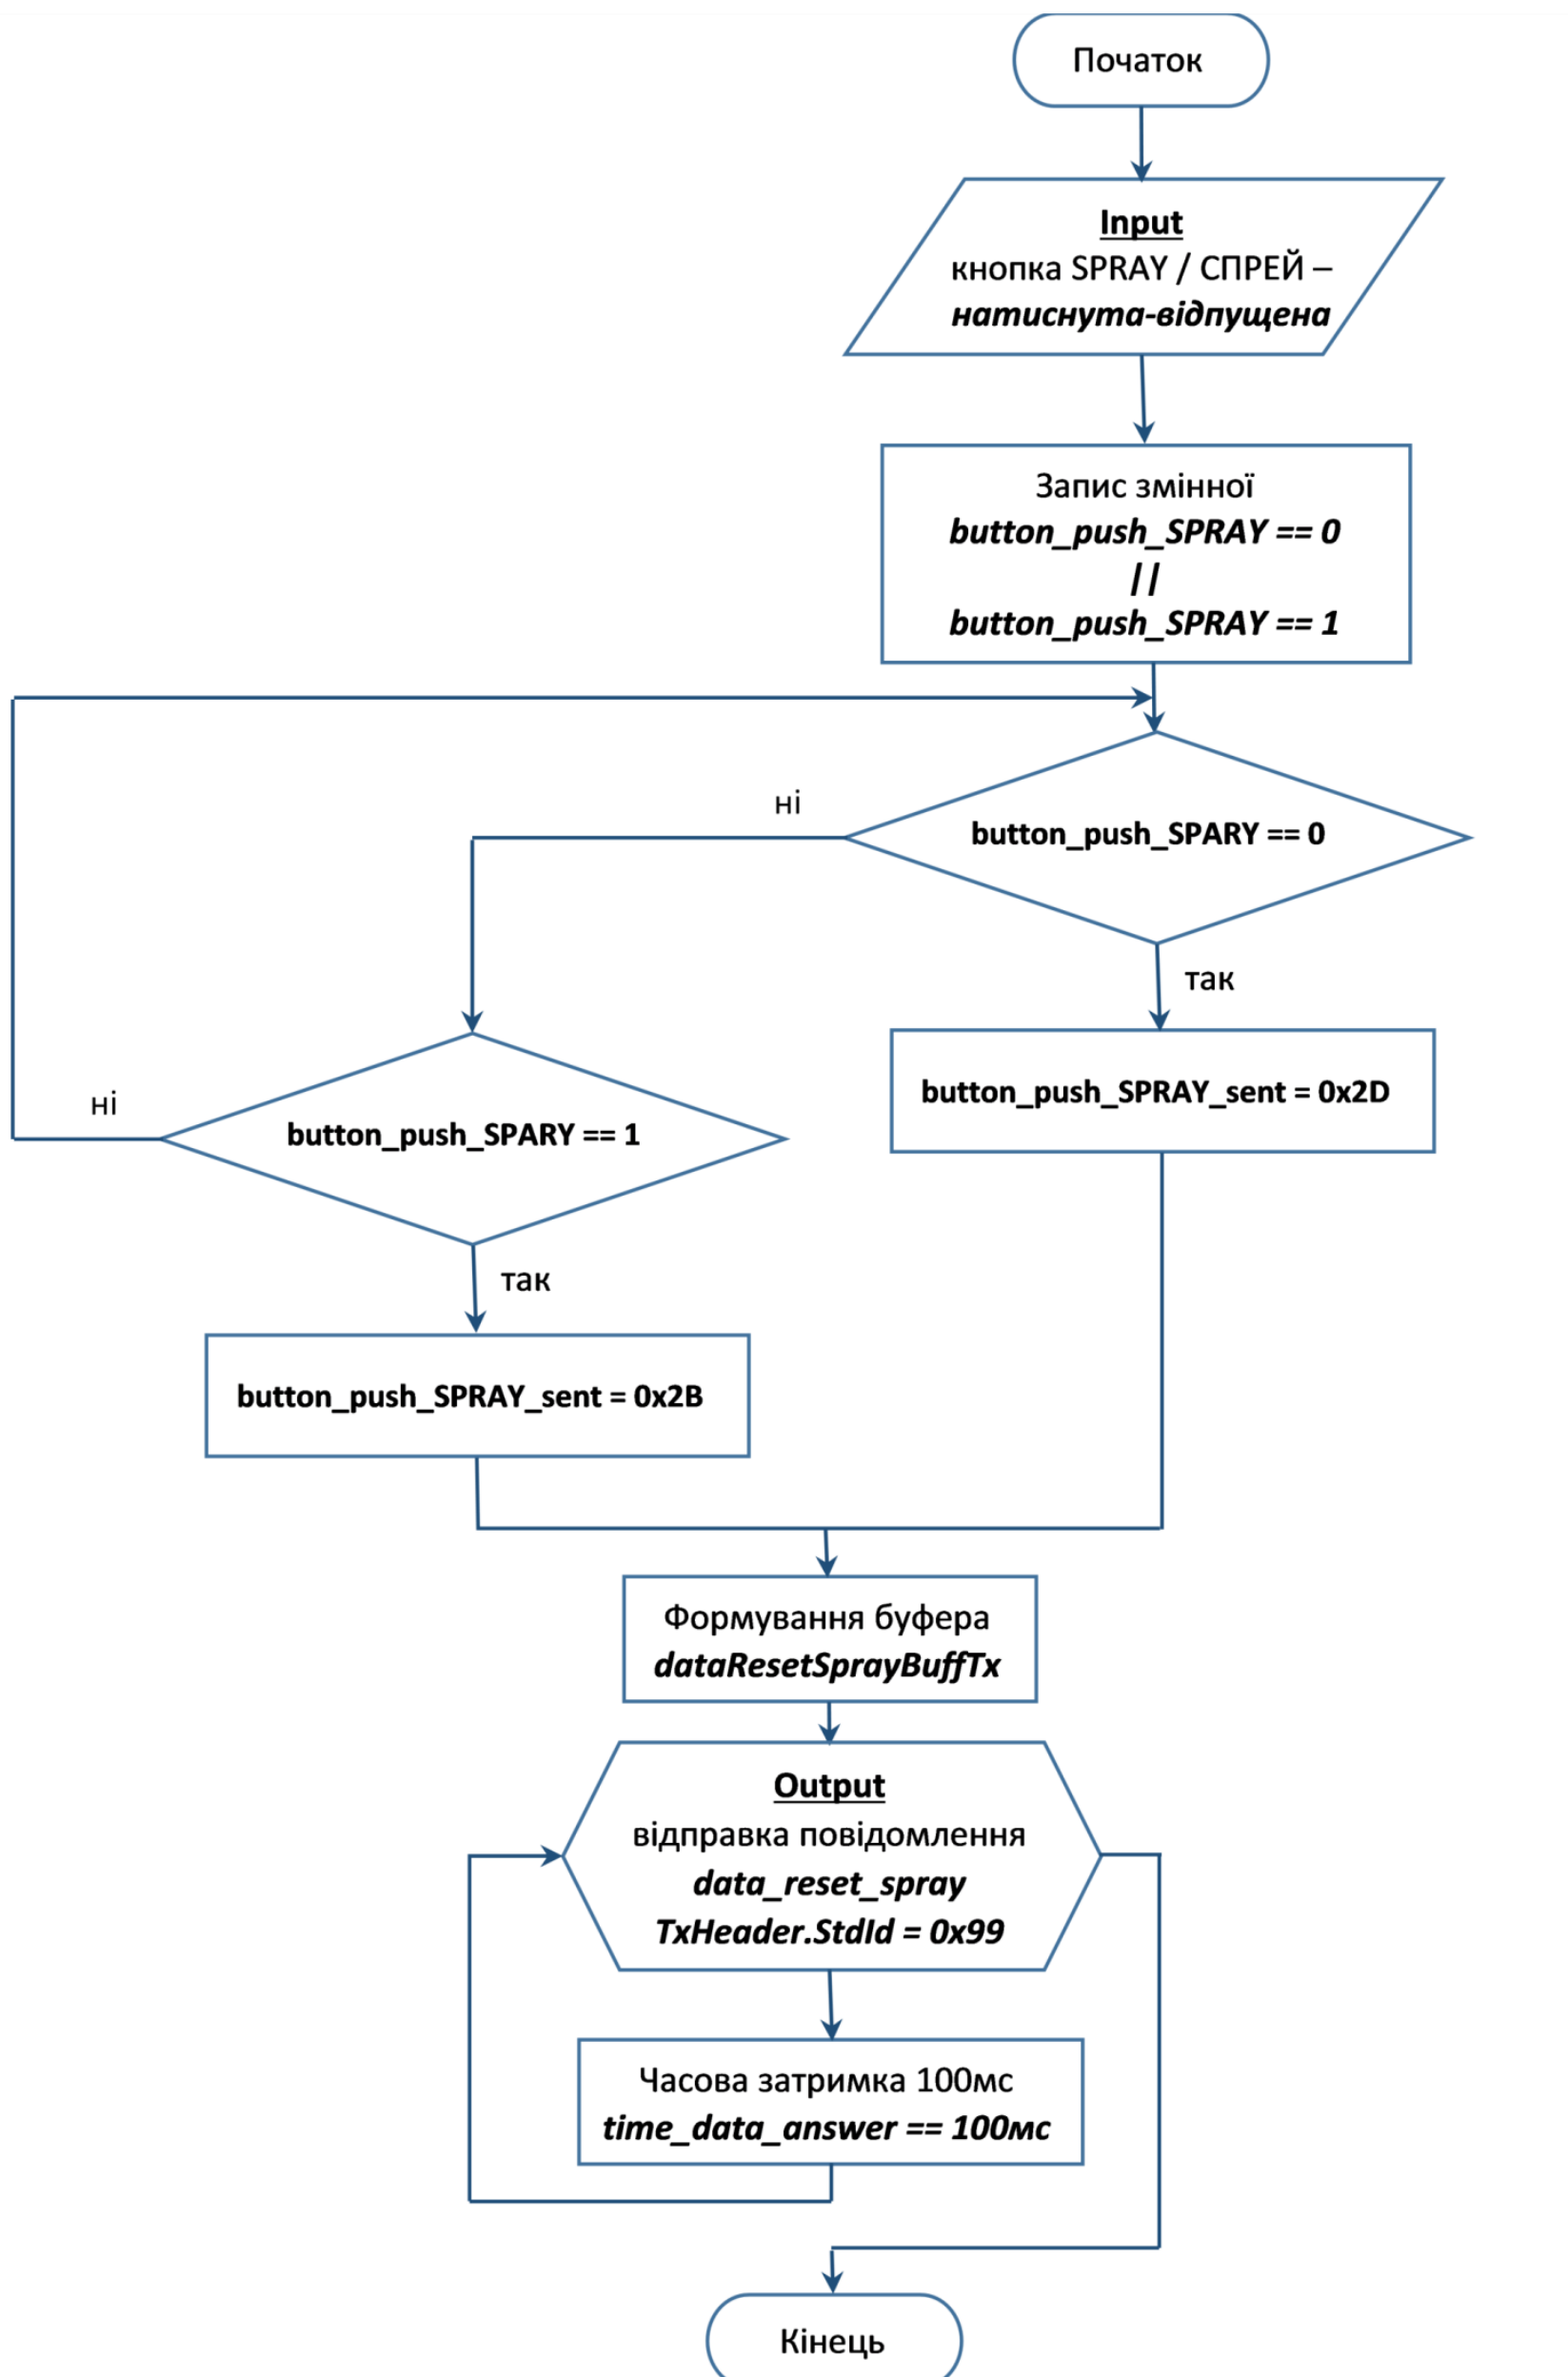 Початок
Input
кнопка SPRAY / СПРЕЙ –
натиснута-відпущена
Запис змінної
button_push_SPRAY == 0
//
button_push_SPRAY == 1
ні
button_push_SPARY == 0
так
button_push_SPRAY_sent = 0x2D
ні
button_push_SPARY == 1
так
button_push_SPRAY_sent = 0x2B
Формування буфера
dataResetSprayBuffTx
Output
відправка повідомлення
data_reset_spray
TxHeader.StdId = 0x99
Часова затримка 100мс
time_data_answer == 100мс
Кінець